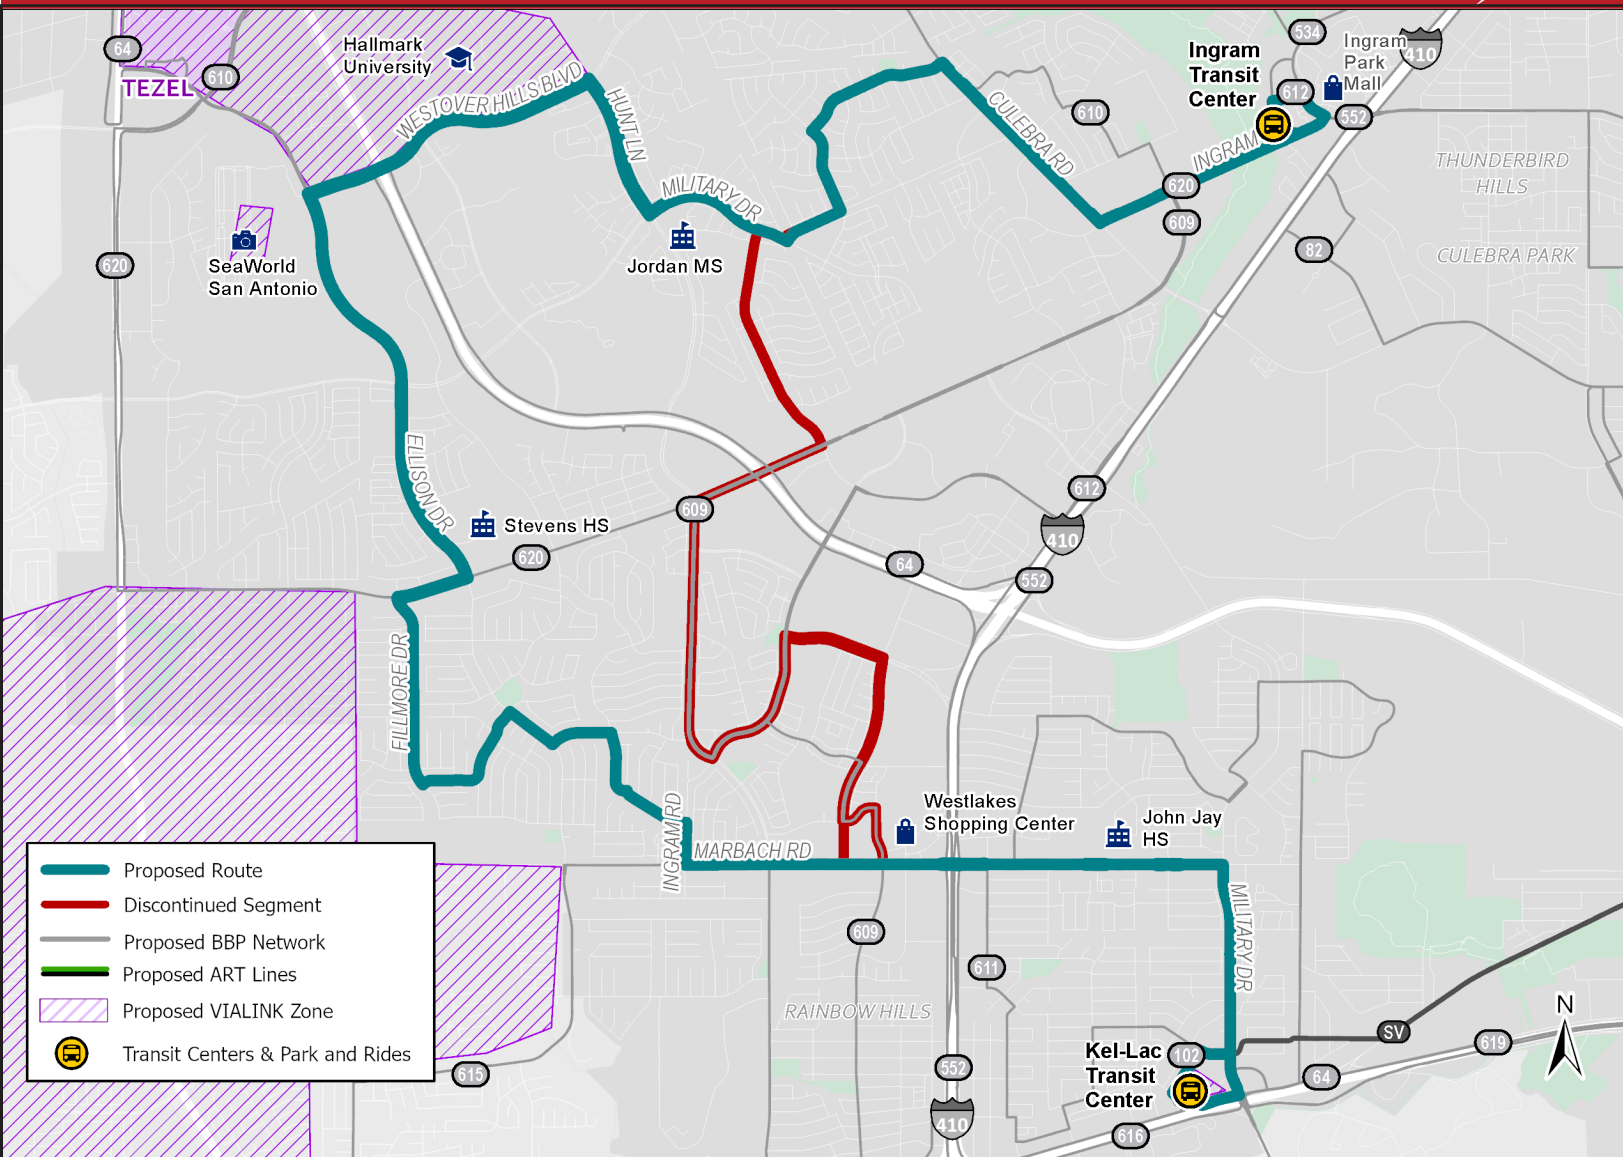 64
610
TEZEL
Hallmark
University
WESTOVER HILLS BLVD
HUNT LN
MILITARY DR
Jordan MS
CULEBRA RD
610
Ingram
Transit
Center
534
Ingram
Park
Mall
410
612
552
INGRAM
620
609
THUNDERBIRD
HILLS
82
CULEBRA PARK
620
SeaWorld
San Antonio
ELLISON DR
Stevens HS
620
609
612
410
64
552
FILLMORE DR
INGRAM RD
MARBACH RD
Westlakes
Shopping Center
John Jay
HS
MILITARY DR
609
611
RAINBOW HILLS
552
410
Kel-Lac
Transit
Center
102
SV
619
64
616
615
N
Proposed Route
Discontinued Segment
Proposed BBP Network
Proposed ART Lines
Proposed VIALINK Zone
Transit Centers & Park and Rides